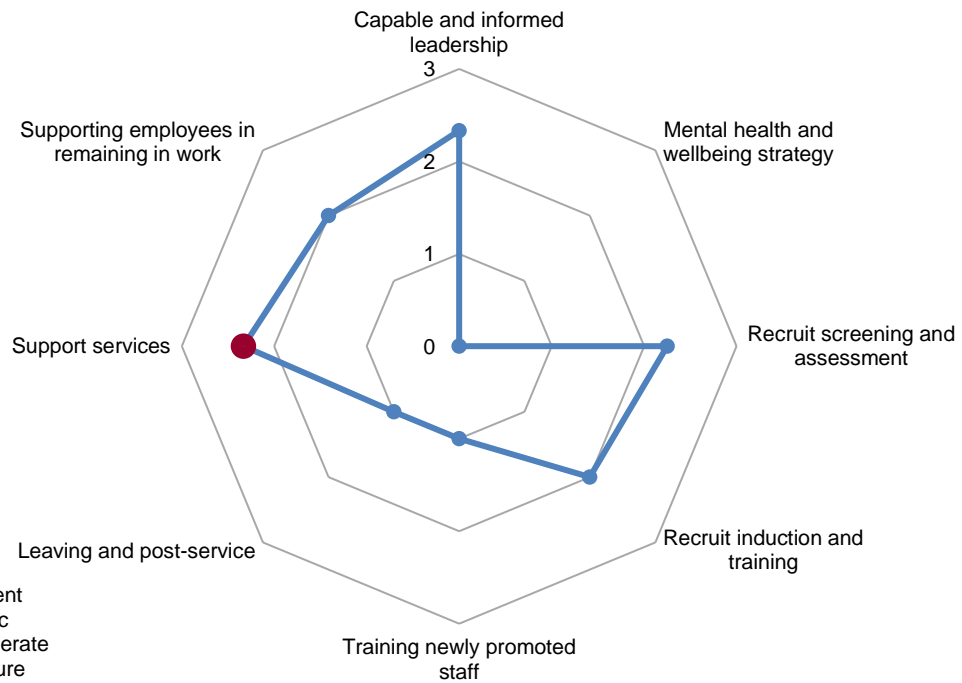 Capable and informed
leadership
3
Supporting employees in
remaining in work
Mental health and
wellbeing strategy
2
1
Support services
0
Recruit screening and
assessment
Leaving and post-service
Recruit induction and
training
Training newly promoted
staff